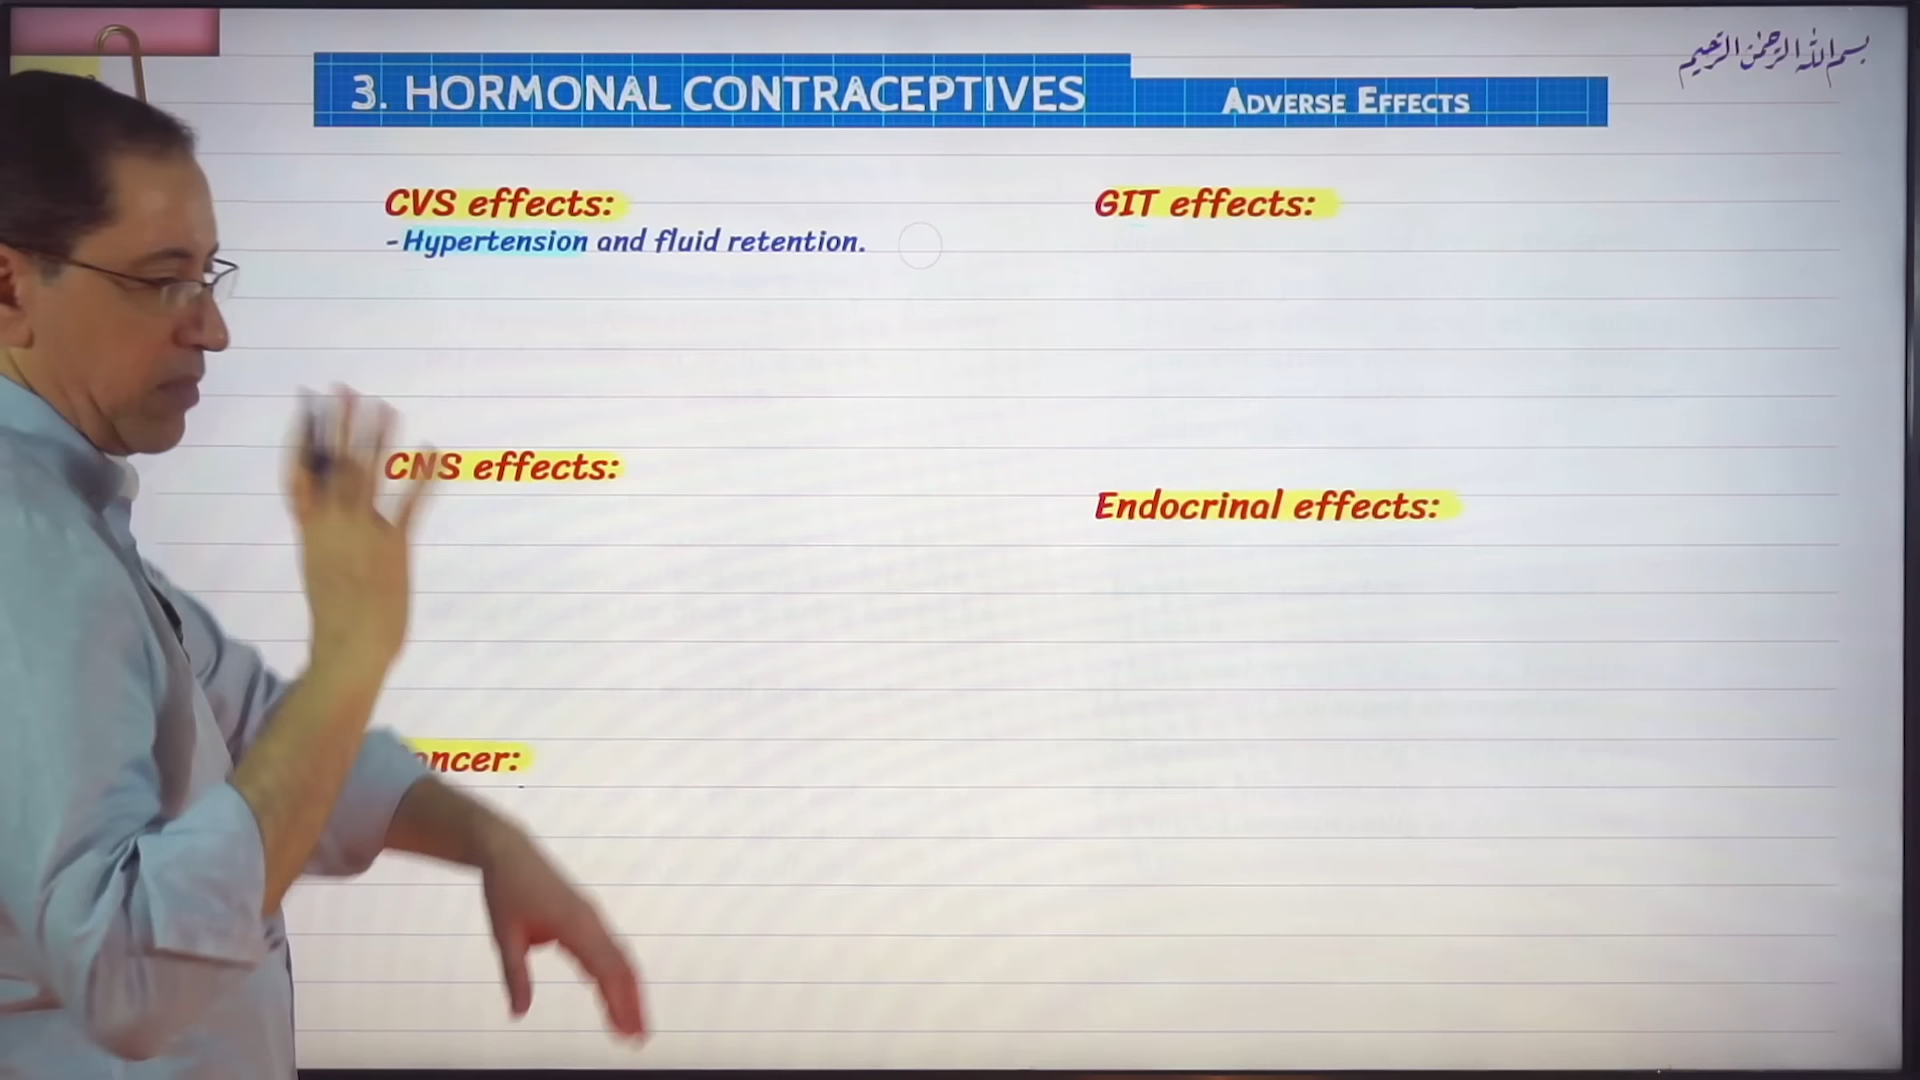 بسم الله الرحمن الرحيم
3. HORMONAL CONTRACEPTIVES
ADVERSE EFFECTS
CVS effects:
- Hypertension and fluid retention.
CNS effects:
ncer:
GIT effects:
Endocrinal effects: